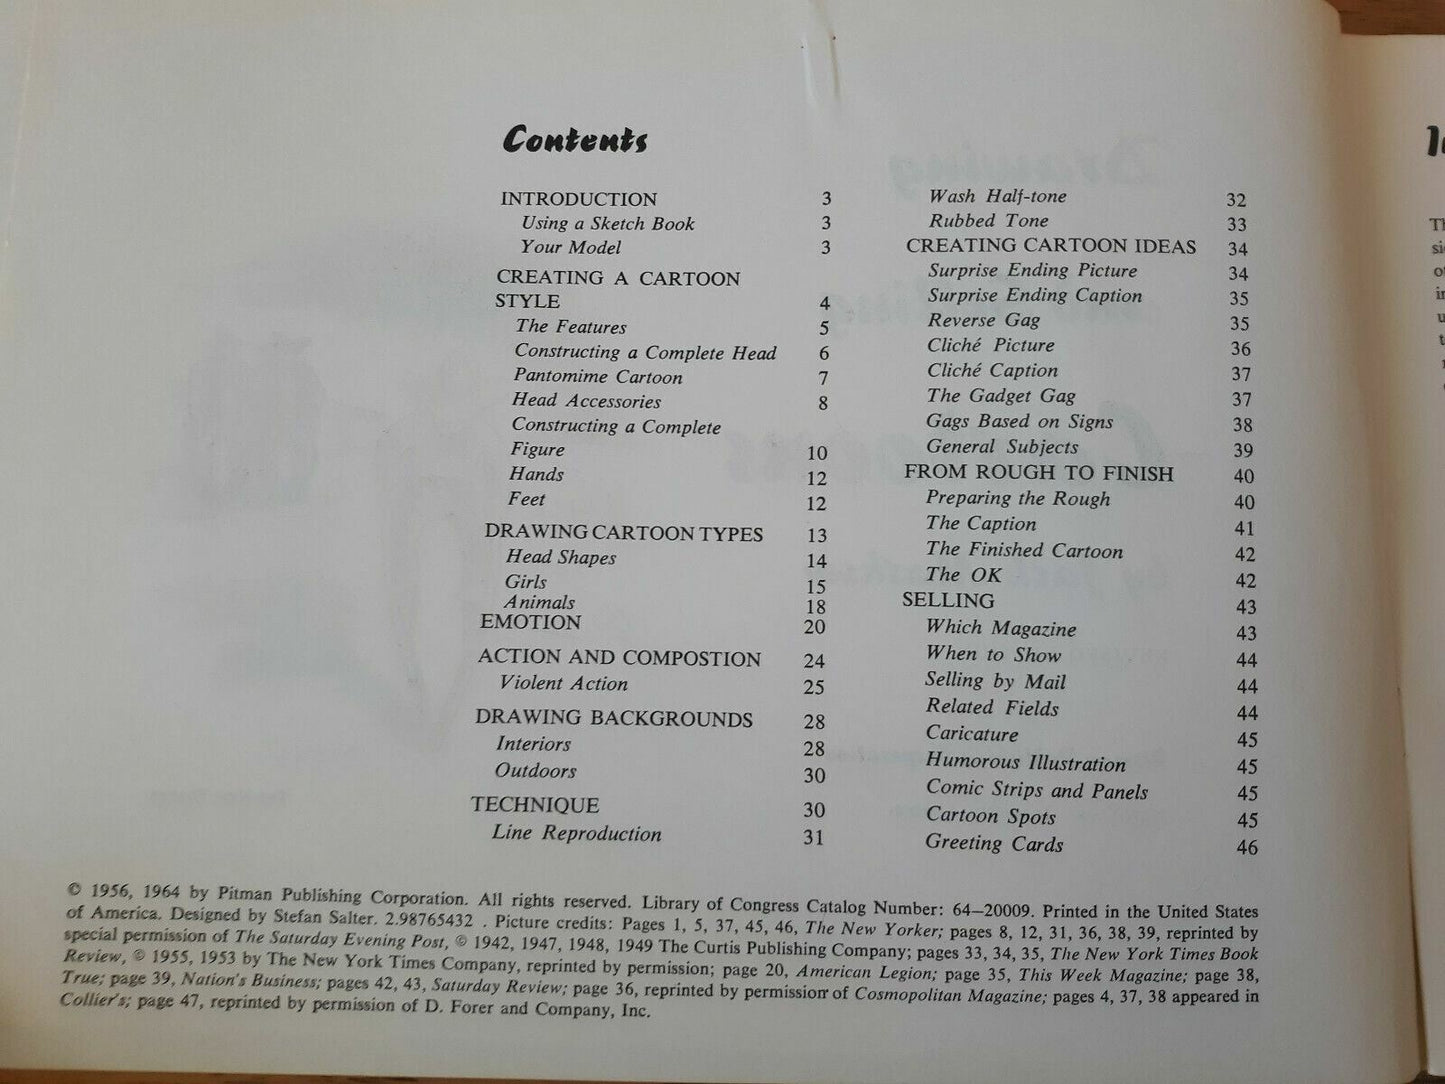 Contents
INTRODUCTION 3
Using a Sketch Book 3
Your Model 3
CREATING A CARTOON
STYLE 4
The Features 5
Constructing a Complete Head 6
Pantomime Cartoon 7
Head Accessories 8
Constructing a Complete
Figure 10
Hands 12
Feet 12
DRAWING CARTOON TYPES 13
Head Shapes 14
Girls 15
Animals 18
EMOTION 20
ACTION AND COMPOSTION 24
Violent Action 25
DRAWING BACKGROUNDS 28
Interiors 28
Outdoors 30
TECHNIQUE 30
Line Reproduction 31
Wash Half-tone 32
Rubbed Tone 33
CREATING CARTOON IDEAS 34
Surprise Ending Picture 34
Surprise Ending Caption 35
Reverse Gag 35
Cliché Picture 36
Cliché Caption 37
The Gadget Gag 37
Gags Based on Signs 38
General Subjects 39
FROM ROUGH TO FINISH 40
Preparing the Rough 40
The Caption 41
The Finished Cartoon 42
The OK 42
SELLING 43
Which Magazine 43
When to Show 44
Selling by Mail 44
Related Fields 44
Caricature 45
Humorous Illustration 45
Comic Strips and Panels 45
Cartoon Spots 45
Greeting Cards 46
© 1956, 1964 by Pitman Publishing Corporation. All rights reserved. Library of Congress Catalog Number: 64—20009. Printed in the United States
of America. Designed by Stefan Salter. 2.98765432 . Picture credits: Pages 1, 5, 37, 45, 46, The New Yorker; pages 8, 12, 31, 36, 38, 39, reprinted by
special permission of The Saturday Evening Post, © 1942, 1947, 1948, 1949 The Curtis Publishing Company; pages 33, 34, 35, The New York Times Book
Review, © 1955, 1953 by The New York Times Company, reprinted by permission; page 20, American Legion; page 35, This Week Magazine; page 38,
True; page 39, Nation's Business; pages 42, 43, Saturday Review; page 36, reprinted by permission of Cosmopolitan Magazine; pages 4, 37, 38 appeared in
Collier's; page 47, reprinted by permission of D. Forer and Company, Inc.